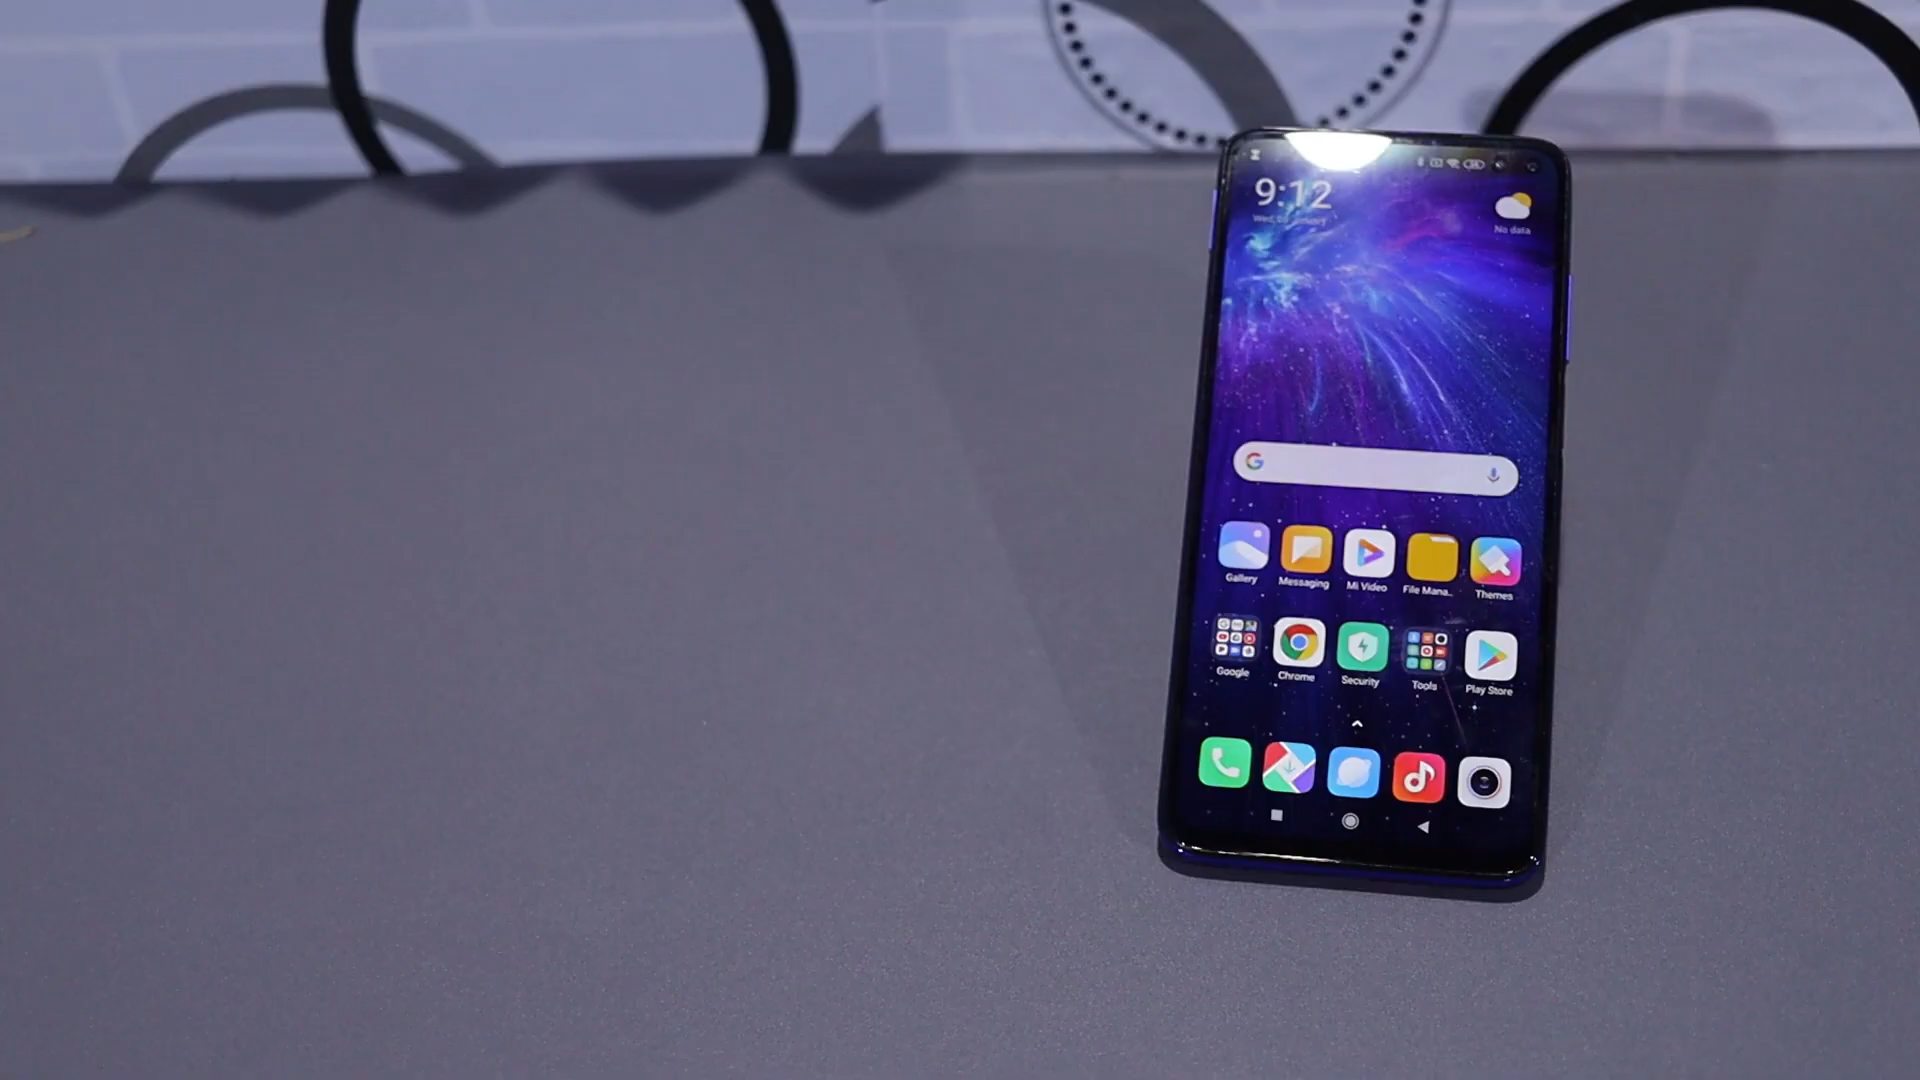 9:12
No data
Gallery
Messaging
Mi Video
File Mana..
Themes
Google
Chrome
Security
Tools
Play Store